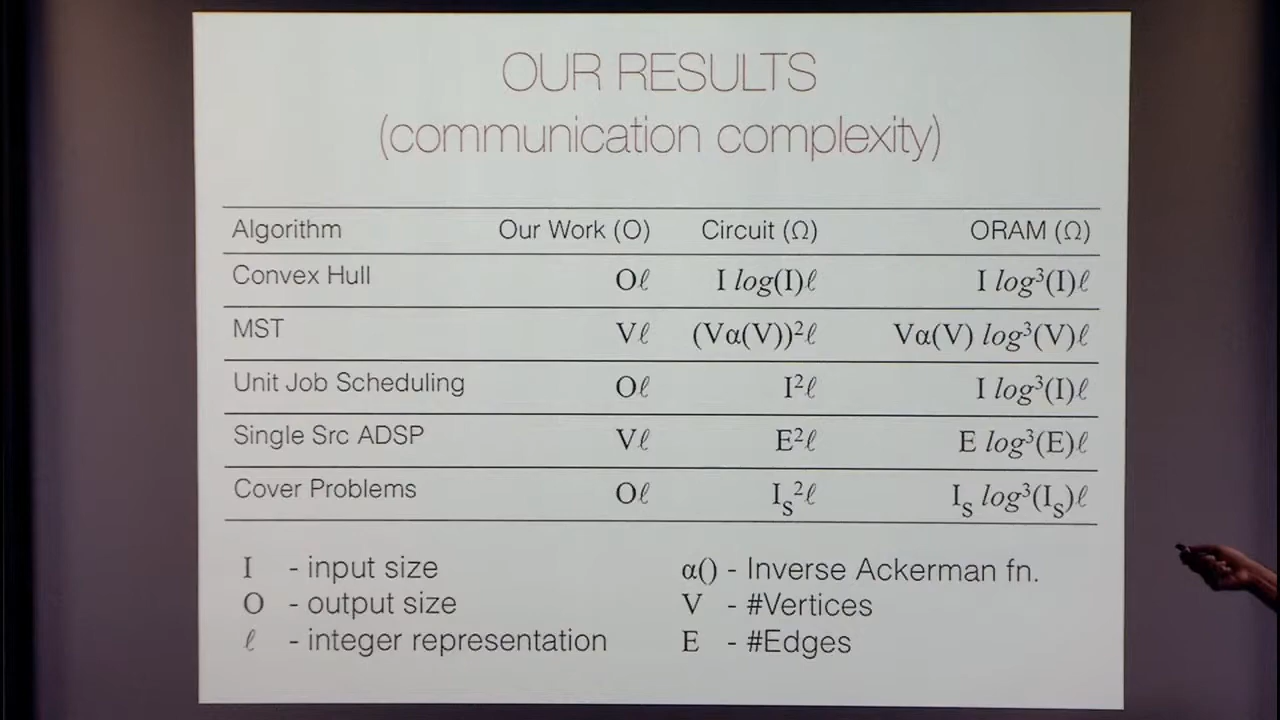 OUR RESULTS
(communication complexity)
Algorithm Our Work (O) Circuit (Ω) ORAM (Ω)
Convex Hull Oℓ I log(I)ℓ I log³(I)ℓ
MST Vℓ (Vα(V))²ℓ Vα(V) log³(V)ℓ
Unit Job Scheduling Oℓ I²ℓ I log³(I)ℓ
Single Src ADSP Vℓ E²ℓ E log³(E)ℓ
Cover Problems Oℓ Iₛ²ℓ Iₛ log³(Iₛ)ℓ
I - input size
O - output size
ℓ - integer representation
α() - Inverse Ackerman fn.
V - #Vertices
E - #Edges